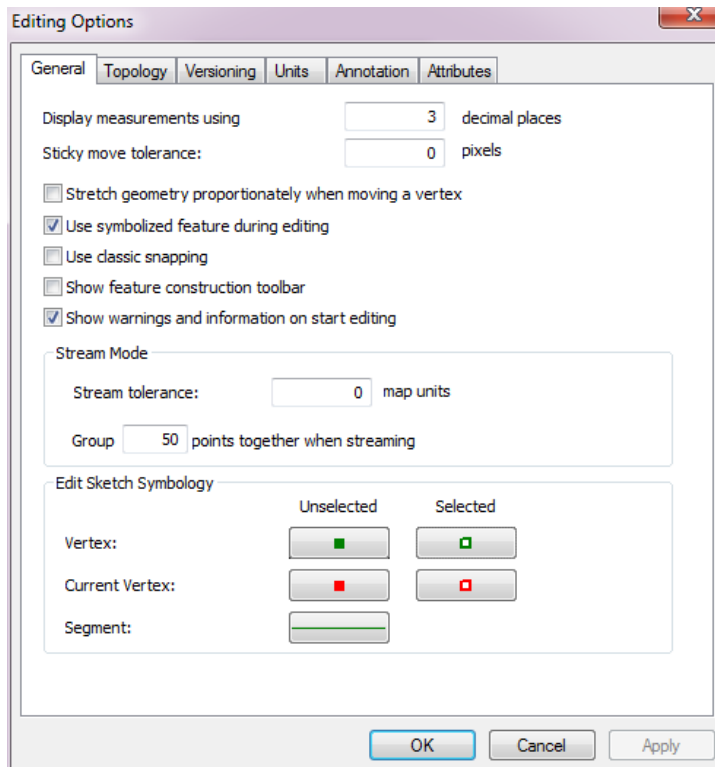 Editing Options
X
General Topology Versioning Units Annotation Attributes
Display measurements using 3 decimal places
Sticky move tolerance: 0 pixels
Stretch geometry proportionately when moving a vertex
Use symbolized feature during editing
Use classic snapping
Show feature construction toolbar
Show warnings and information on start editing
Stream Mode
Stream tolerance: 0 map units
Group 50 points together when streaming
Edit Sketch Symbology
Unselected Selected
Vertex:
Current Vertex:
Segment:
OK Cancel Apply